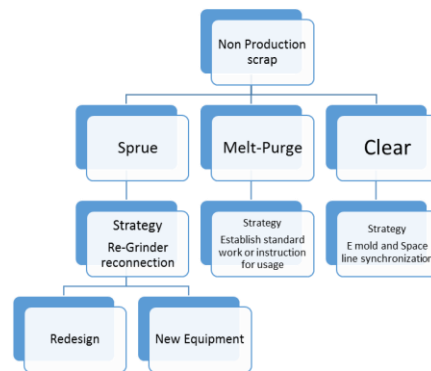 Non Production
scrap
Sprue
Melt-Purge
Clear
Strategy
Re-Grinder
reconnection
Strategy
Establish standard
work or instruction
for usage
Strategy
E mold and Space
line synchronization
Redesign
New Equipment